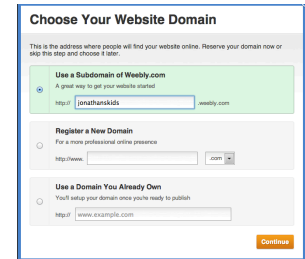 Choose Your Website Domain
This is the address where people will find your website online. Reserve your domain now or
skip this step and choose it later.
Use a Subdomain of Weebly.com
A great way to get your website started
http:// jonathanskids .weebly.com
Register a New Domain
For a more professional online presence
http://www. .com
Use a Domain You Already Own
You'll setup your domain once you're ready to publish
http:// www.example.com
Continue